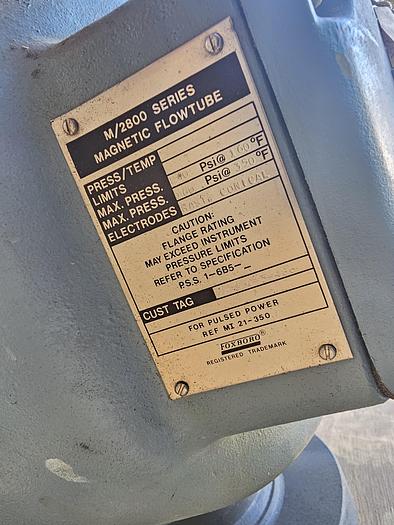 M/2800 SERIES
MAGNETIC FLOWTUBE
PRESS/TEMP
LIMITS
MAX. PRESS. Psi@ °F
MAX. PRESS. Psi@ 350 °F
ELECTRODES CONICAL
CAUTION:
FLANGE RATING
MAY EXCEED INSTRUMENT
PRESSURE LIMITS
REFER TO SPECIFICATION
P.S.S. 1-6B5-_
CUST TAG
FOR PULSED POWER
REF MI 21-350
FOXBORO®
REGISTERED TRADEMARK